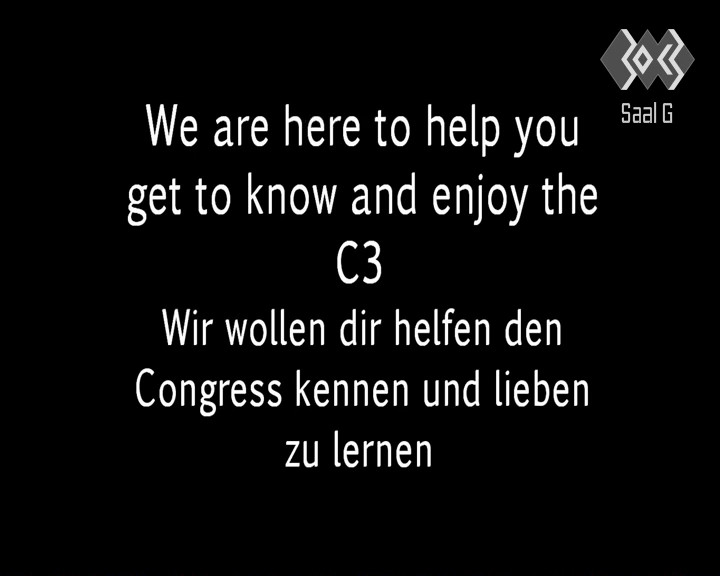 Saal G
We are here to help you
get to know and enjoy the
C3
Wir wollen dir helfen den
Congress kennen und lieben
zu lernen